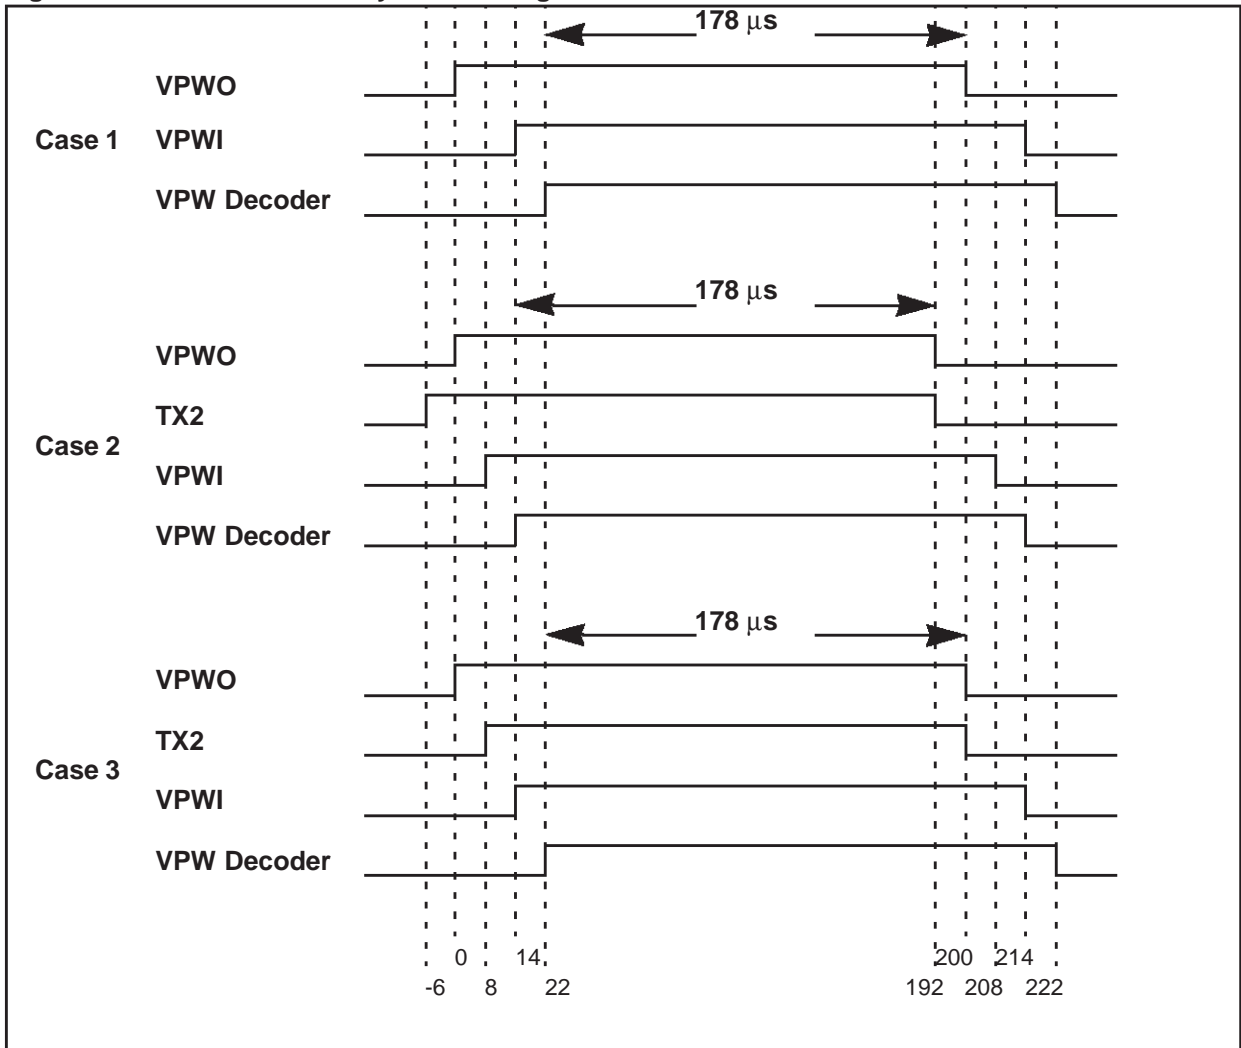 178 µs
VPWO
Case 1 VPWI
VPW Decoder
178 µs
VPWO
TX2
Case 2
VPWI
VPW Decoder
178 µs
VPWO
TX2
Case 3
VPWI
VPW Decoder
0 14 200 214
-6 8 22 192 208 222